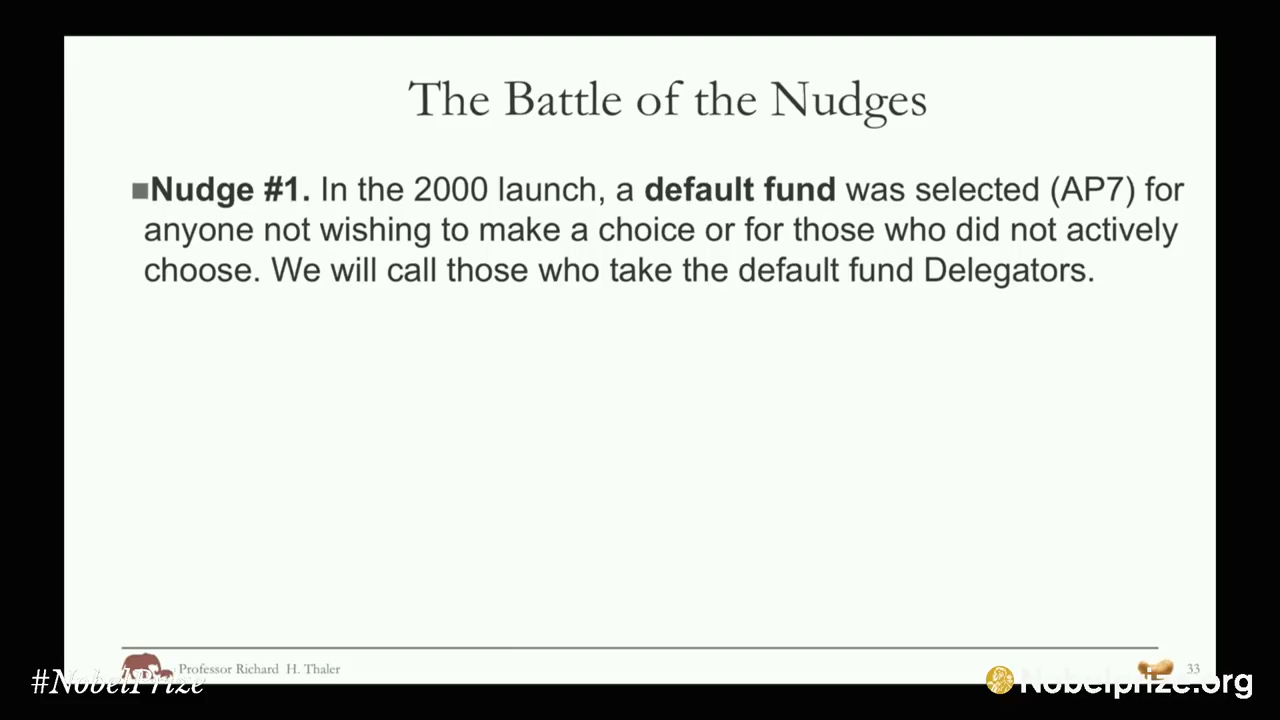 The Battle of the Nudges
■Nudge #1. In the 2000 launch, a default fund was selected (AP7) for
anyone not wishing to make a choice or for those who did not actively
choose. We will call those who take the default fund Delegators.
Professor Richard H. Thaler
33
#NobelPrize
Nobelprize.org